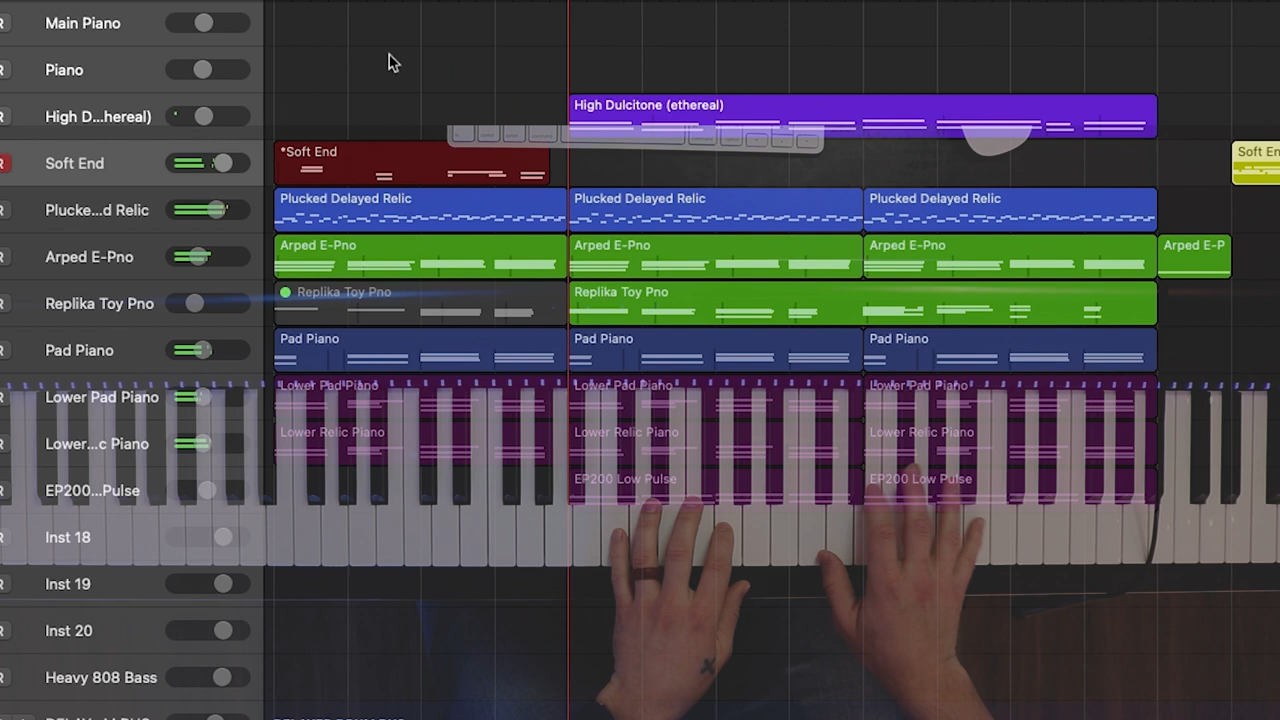 Main Piano
Piano
High D...hereal)
High Dulcitone (ethereal)
Soft End
*Soft End
Soft En
Plucke...d Relic
Plucked Delayed Relic
Plucked Delayed Relic
Plucked Delayed Relic
Arped E-Pno
Arped E-Pno
Arped E-Pno
Arped E-Pno
Arped E-P
Replika Toy Pno
Replika Toy Pno
Replika Toy Pno
Pad Piano
Pad Piano
Pad Piano
Pad Piano
Lower Pad Piano
Lower Pad Piano
Lower Pad Piano
Lower Pad Piano
Lower...c Piano
Lower Relic Piano
Lower Relic Piano
Lower Relic Piano
EP200...Pulse
EP200 Low Pulse
EP200 Low Pulse
Inst 18
Inst 19
Inst 20
Heavy 808 Bass